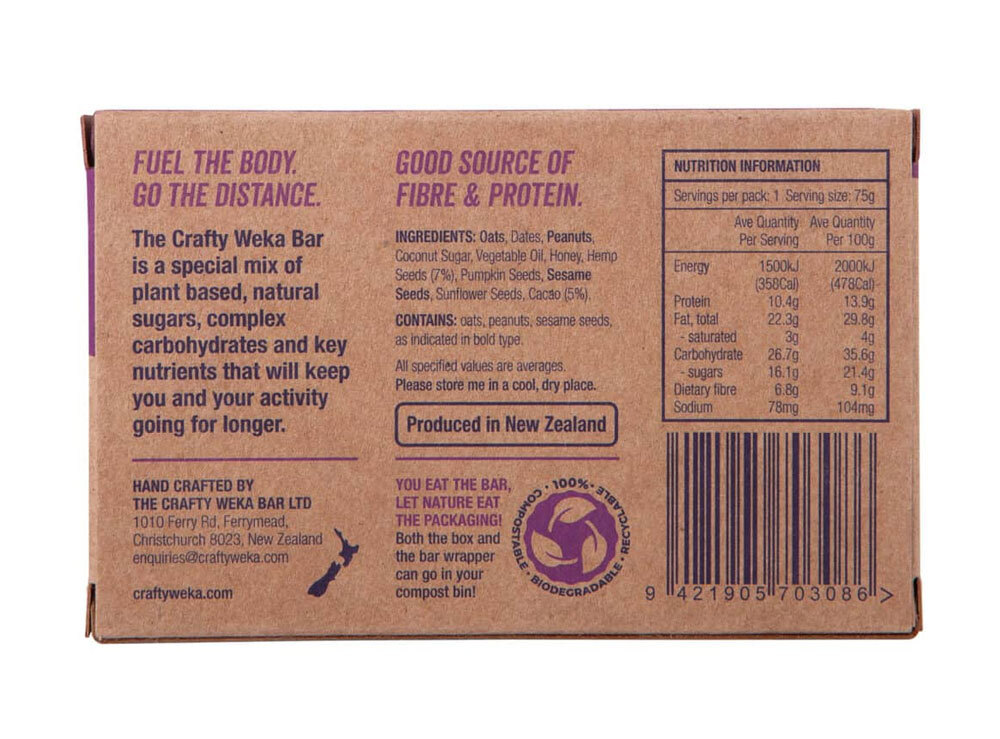 FUEL THE BODY.
GO THE DISTANCE.
The Crafty Weka Bar
is a special mix of
plant based, natural
sugars, complex
carbohydrates and key
nutrients that will keep
you and your activity
going for longer.
HAND CRAFTED BY
THE CRAFTY WEKA BAR LTD
1010 Ferry Rd, Ferrymead,
Christchurch 8023, New Zealand
enquiries@craftyweka.com
craftyweka.com
GOOD SOURCE OF
FIBRE & PROTEIN.
INGREDIENTS: Oats, Dates, Peanuts,
Coconut Sugar, Vegetable Oil, Honey, Hemp
Seeds (7%), Pumpkin Seeds, Sesame
Seeds, Sunflower Seeds, Cacao (5%).
CONTAINS: oats, peanuts, sesame seeds,
as indicated in bold type.
All specified values are averages.
Please store me in a cool, dry place.
Produced in New Zealand
YOU EAT THE BAR,
LET NATURE EAT
THE PACKAGING!
Both the box and
the bar wrapper
can go in your
compost bin!
100% • RECYCLABLE • BIODEGRADABLE • COMPOSTABLE •
NUTRITION INFORMATION
Servings per pack: 1 Serving size: 75g
Ave Quantity Ave Quantity
Per Serving Per 100g
Energy 1500kJ 2000kJ
(358Cal) (478Cal)
Protein 10.4g 13.9g
Fat, total 22.3g 29.8g
- saturated 3g 4g
Carbohydrate 26.7g 35.6g
- sugars 16.1g 21.4g
Dietary fibre 6.8g 9.1g
Sodium 78mg 104mg
9 421905 703086 >